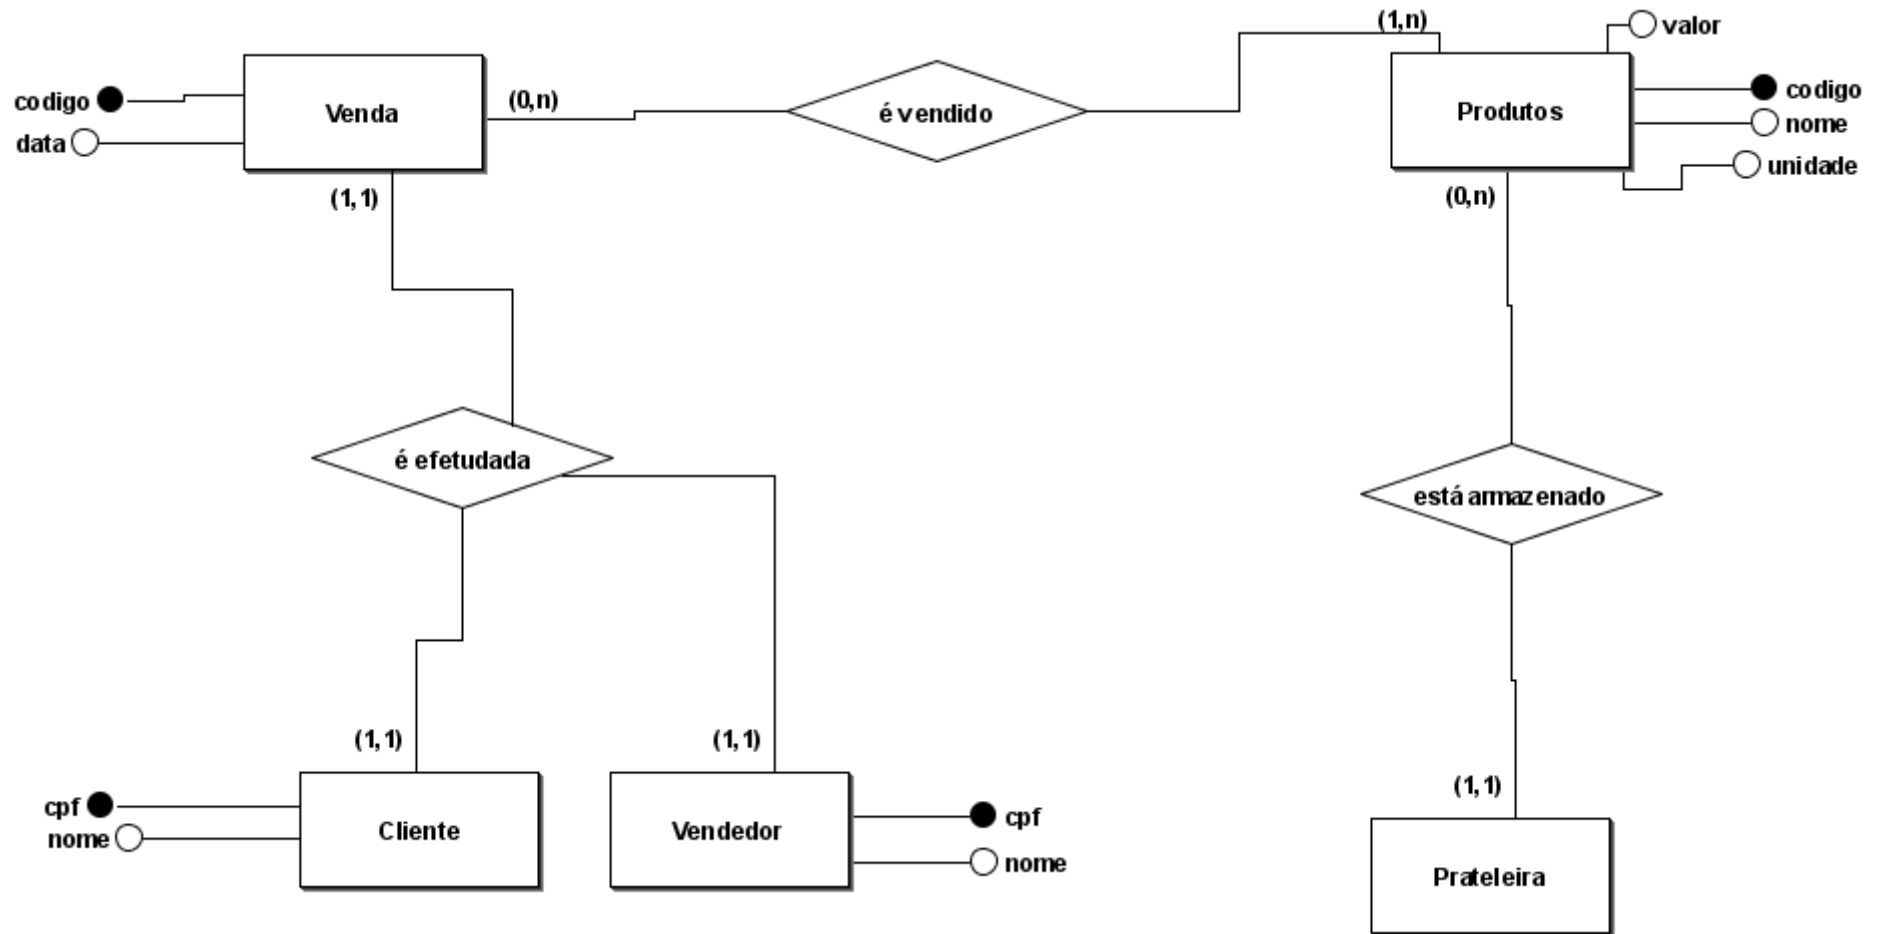 (1,n)
valor
codigo
Venda
(0,n)
é vendido
Produtos
codigo
nome
data
unidade
(1,1)
(0,n)
é efetudada
está armazenado
(1,1)
(1,1)
(1,1)
cpf
nome
Cliente
Vendedor
cpf
nome
Prateleira